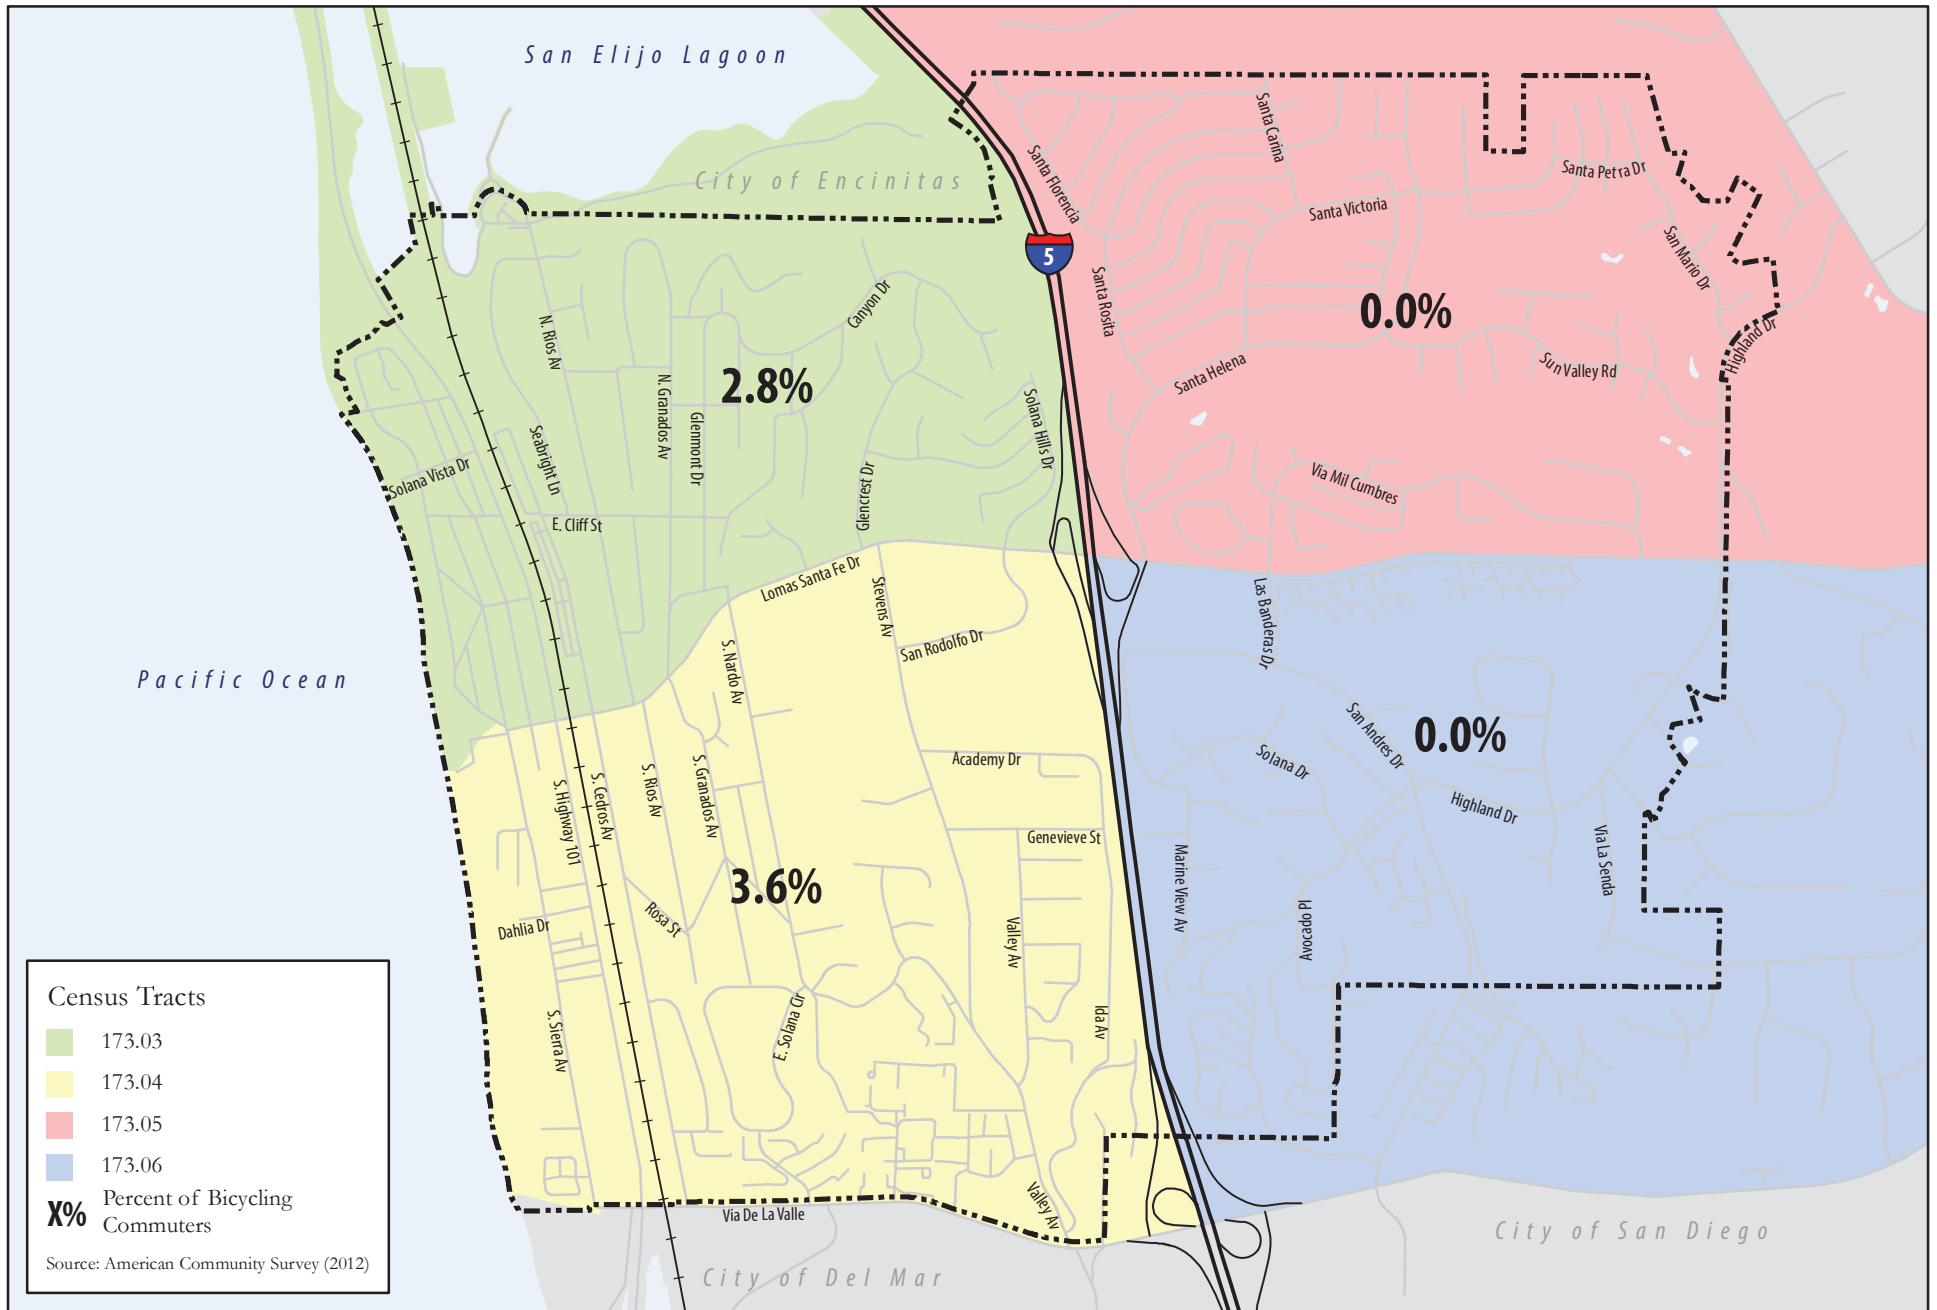 San Elijo Lagoon
City of Encinitas
Santa Carina
Santa Florencia
Santa Petra Dr
Santa Victoria
San Mario Dr
5
Santa Rosita
0.0%
Highland Dr
N. Rios Av
Canyon Dr
Santa Helena
Sun Valley Rd
2.8%
N. Granados Av
Glenmont Dr
Solana Hills Dr
Seabright Ln
Solana Vista Dr
Glencrest Dr
Via Mil Cumbres
E. Cliff St
Lomas Santa Fe Dr
Stevens Av
Las Banderas Dr
San Rodolfo Dr
S. Nardo Av
Pacific Ocean
San Andres Dr
0.0%
Solana Dr
Academy Dr
S. Highway 101
S. Cedros Av
S. Rios Av
S. Granados Av
Highland Dr
Genevieve St
Via La Senda
Marine View Av
3.6%
Rosa St
Dahlia Dr
Valley Av
Avocado Pl
Ida Av
S. Sierra Av
E. Solana Cir
Valley Av
Via De La Valle
City of San Diego
City of Del Mar
Census Tracts
173.03
173.04
173.05
173.06
X% Percent of Bicycling
Commuters
Source: American Community Survey (2012)